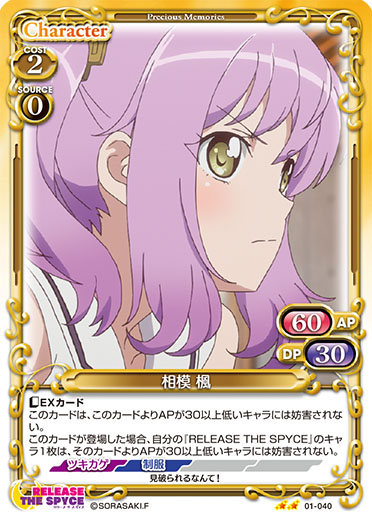 Precious Memories
Character
COST
2
SOURCE
0
60 AP
DP 30
相模 楓
EXカード
このカードは、このカードよりAPが30以上低いキャラには妨害されな
い。
このカードが登場した場合、自分の『RELEASE THE SPYCE』のキャ
ラ1枚は、そのカードよりAPが30以上低いキャラには妨害されない。
ツキカゲ 制服
見破られるなんて!
RELEASE
THE SPYCE
©SORASAKI.F
01-040